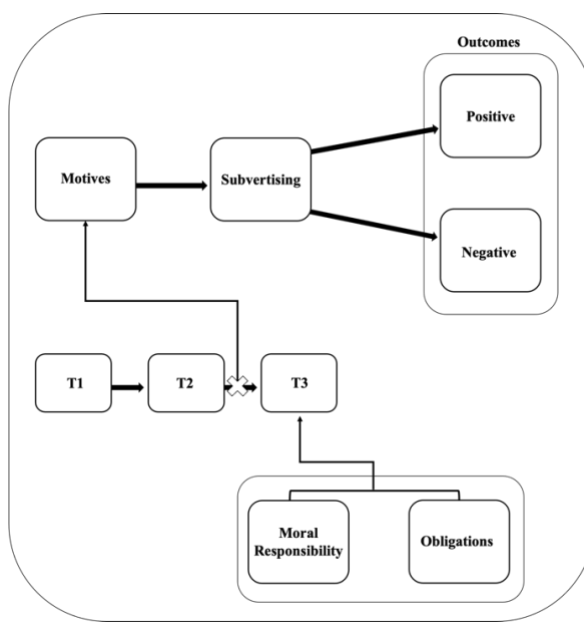 Outcomes
Positive
Motives
Subvertising
Negative
T1
T2
T3
Moral
Responsibility
Obligations